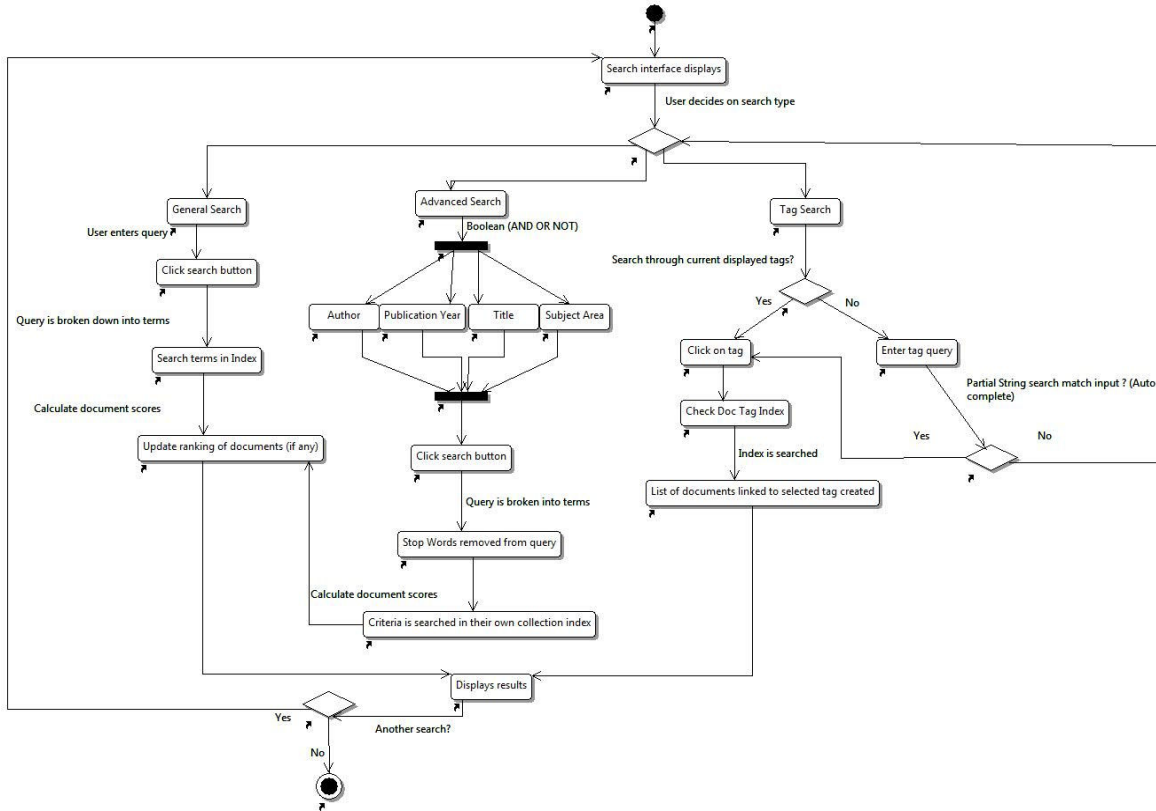 Search interface displays
User decides on search type
General Search
Advanced Search
Tag Search
User enters query
Boolean (AND OR NOT)
Click search button
Search through current displayed tags?
Yes
No
Author
Publication Year
Title
Subject Area
Query is broken down into terms
Search terms in Index
Click on tag
Enter tag query
Partial String search match input ? (Auto
complete)
Calculate document scores
Check Doc Tag Index
Update ranking of documents (if any)
Yes
No
Click search button
Index is searched
List of documents linked to selected tag created
Query is broken into terms
Stop Words removed from query
Calculate document scores
Criteria is searched in their own collection index
Displays results
Yes
Another search?
No